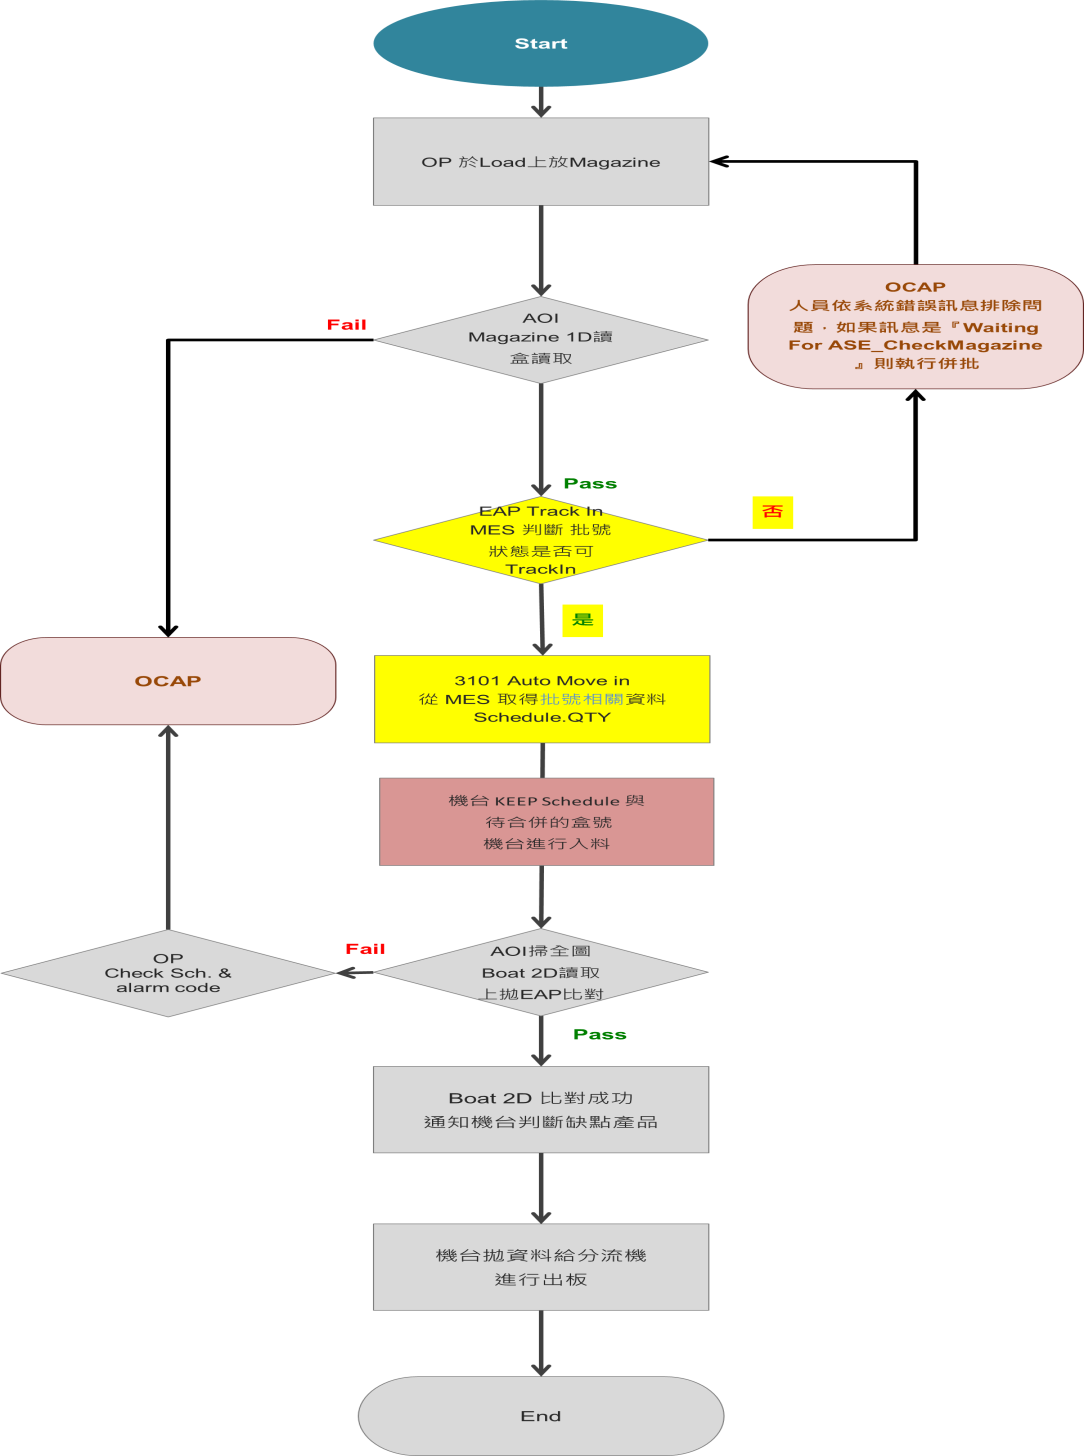 Start
OP 於Load上放Magazine
OCAP
人員依系統錯誤訊息排除問
題．如果訊息是『Waiting
For ASE_CheckMagazine
』則執行併批
Fail
AOI
Magazine 1D讀
盒讀取
Pass
EAP Track In
MES 判斷 批號
狀態是否可
TrackIn
否
是
OCAP
3101 Auto Move in
從 MES 取得批號相關資料
Schedule.QTY
機台 KEEP Schedule 與
待合併的盒號
機台進行入料
OP
Check Sch. &
alarm code
Fail
AOI掃全圖
Boat 2D讀取
上拋EAP比對
Pass
Boat 2D 比對成功
通知機台判斷缺點產品
機台拋資料給分流機
進行出板
End